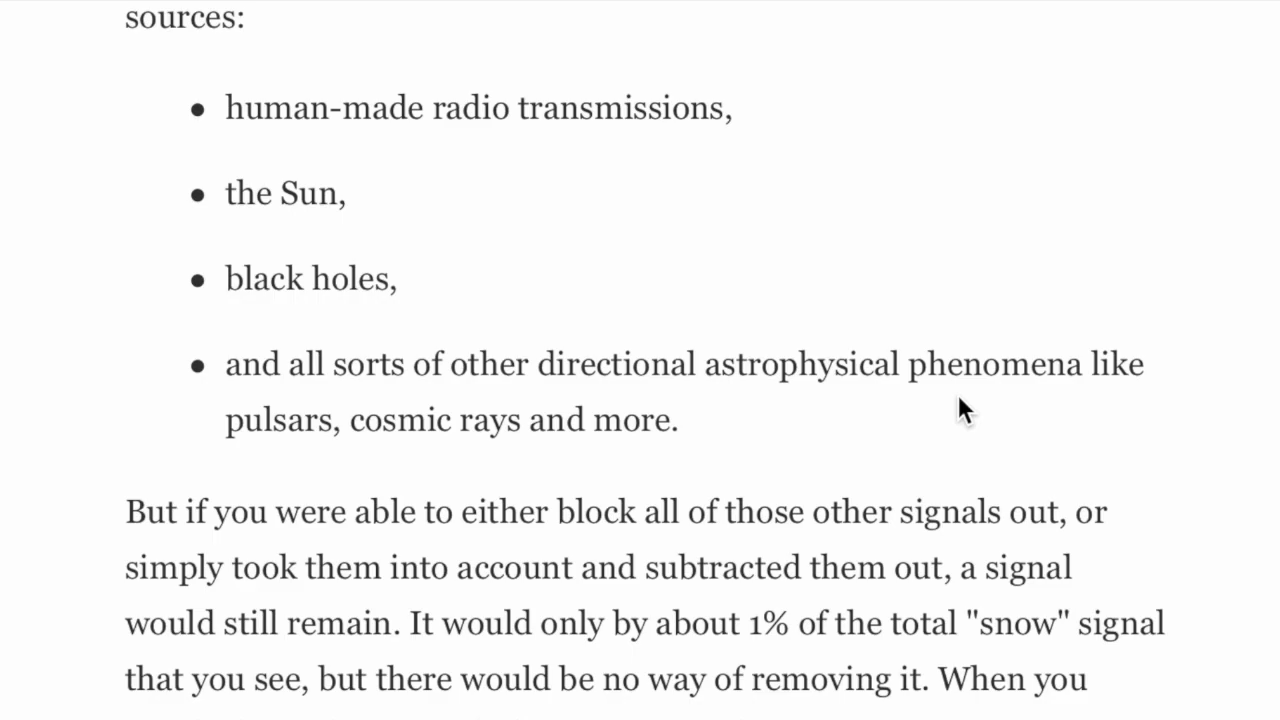 sources:
• human-made radio transmissions,
• the Sun,
• black holes,
• and all sorts of other directional astrophysical phenomena like
pulsars, cosmic rays and more.
But if you were able to either block all of those other signals out, or
simply took them into account and subtracted them out, a signal
would still remain. It would only by about 1% of the total "snow" signal
that you see, but there would be no way of removing it. When you